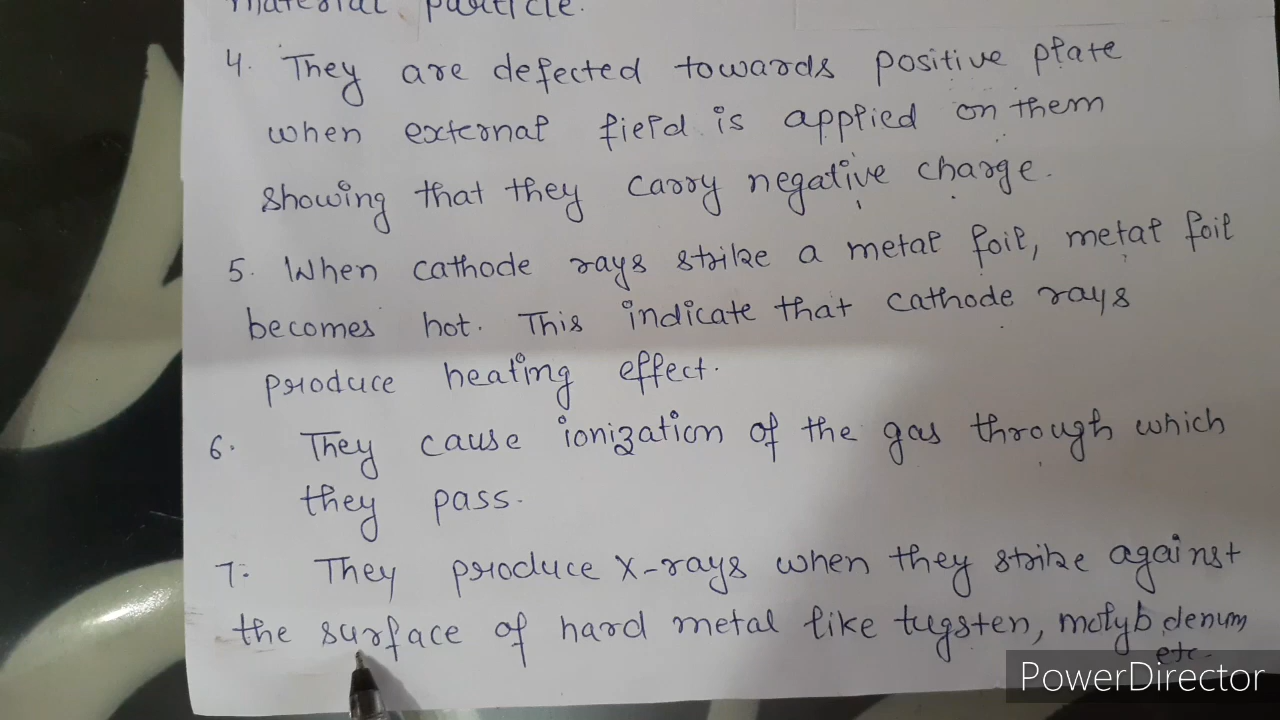 material particle.
4. They are defected towards positive plate
when external field is applied on them
showing that they carry negative charge.
5. When cathode rays strike a metal foil, metal foil
becomes hot. This indicate that cathode rays
produce heating effect.
6. They cause ionization of the gas through which
they pass.
7. They produce X-rays when they strike against
the surface of hard metal like tugsten, molybdenum
etc.
PowerDirector